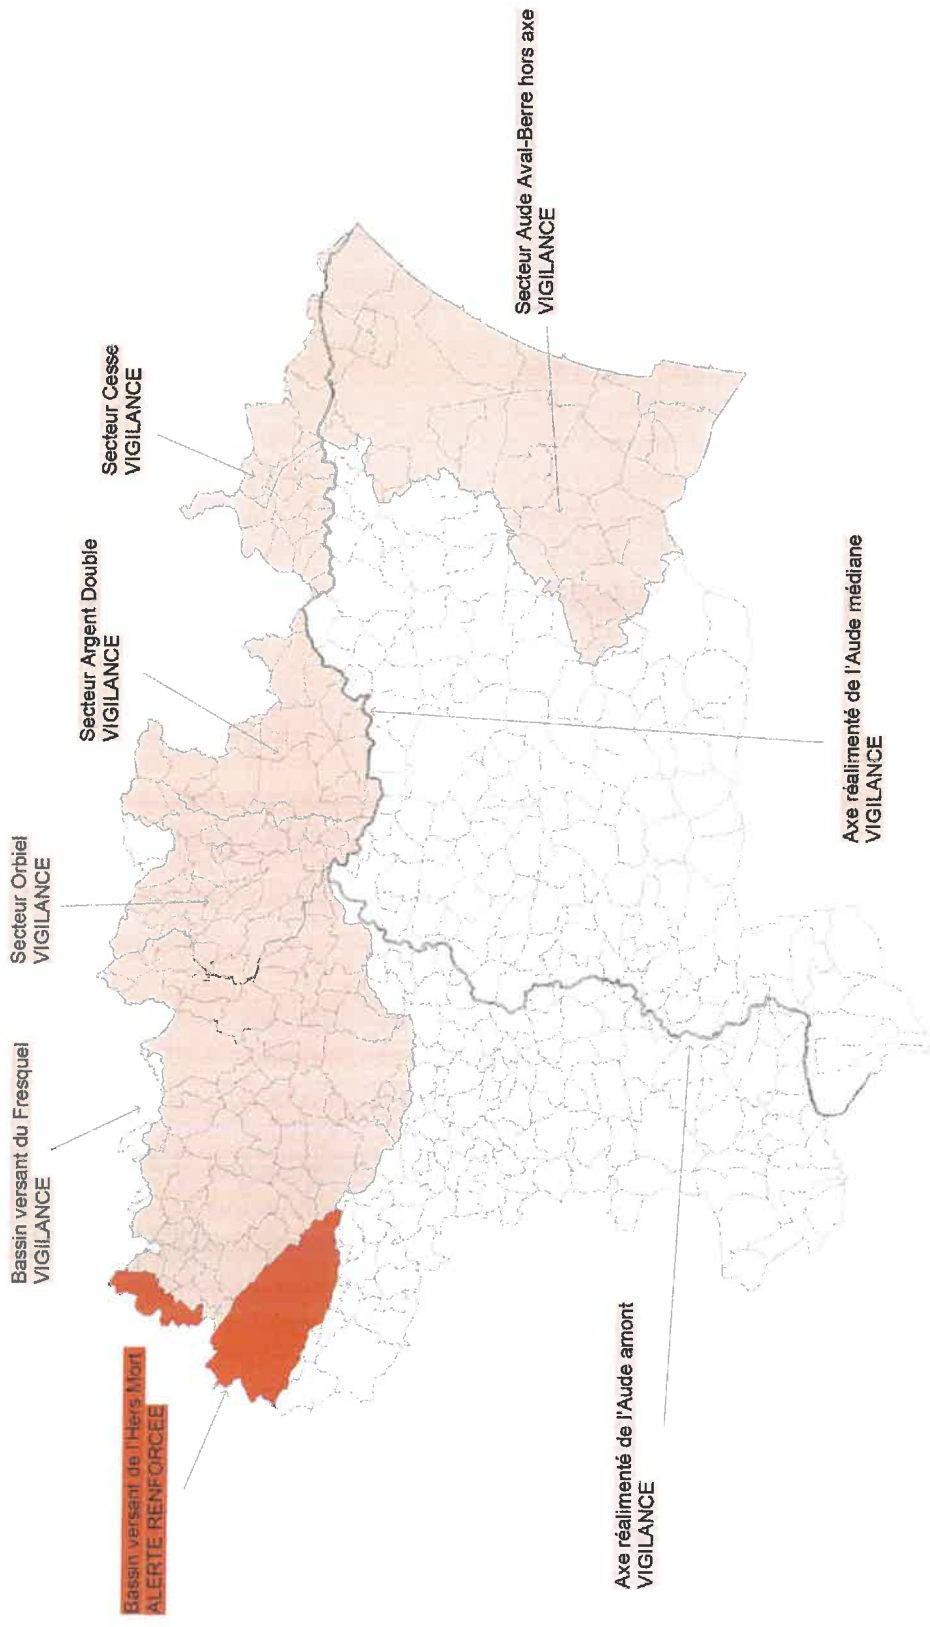 Bassin versant de l'Hers Mort
ALERTE RENFORCEE
Bassin versant du Fresquel
VIGILANCE
Secteur Orbiel
VIGILANCE
Secteur Argent Double
VIGILANCE
Secteur Cesse
VIGILANCE
Secteur Aude Aval-Berre hors axe
VIGILANCE
Axe réalimenté de l'Aude médiane
VIGILANCE
Axe réalimenté de l'Aude amont
VIGILANCE